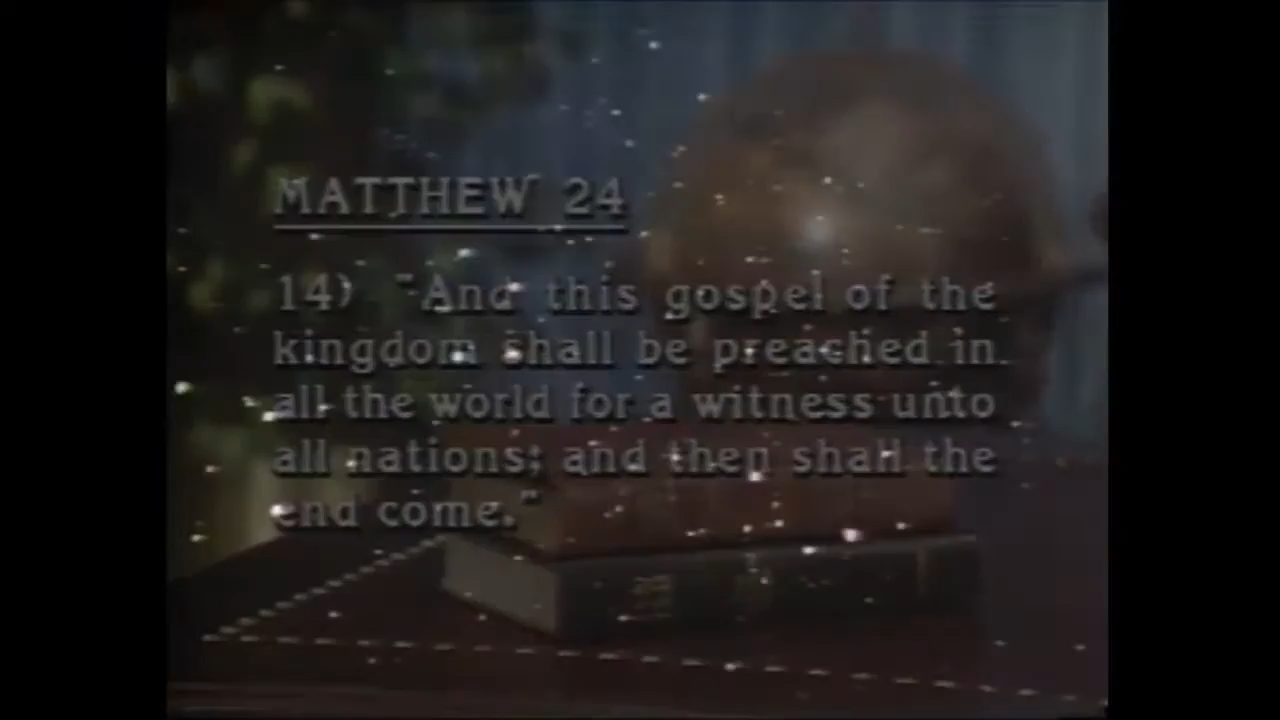 MATTHEW 24
14) "And this gospel of the
kingdom shall be preached in
all the world for a witness unto
all nations; and then shall the
end come."